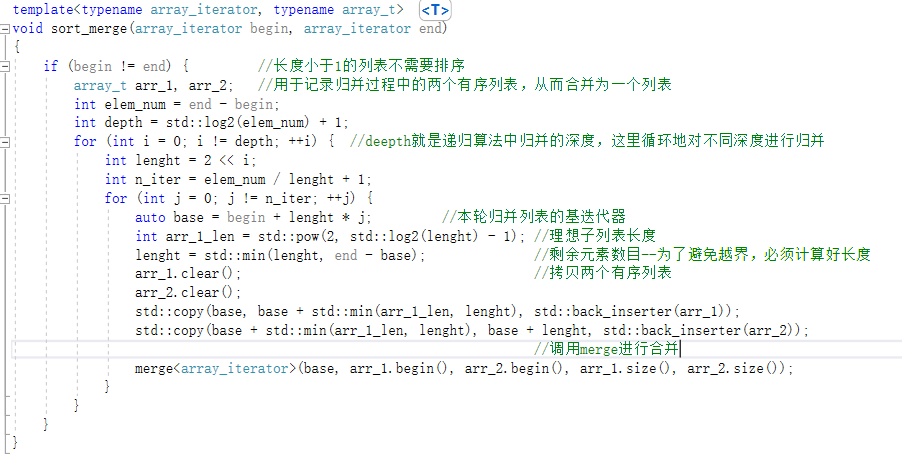 template<typename array_iterator, typename array_t> <T>
void sort_merge(array_iterator begin, array_iterator end)
{
    if (begin != end) {         //长度小于1的列表不需要排序
        array_t arr_1, arr_2;   //用于记录归并过程中的两个有序列表，从而合并为一个列表
        int elem_num = end - begin;
        int depth = std::log2(elem_num) + 1;
        for (int i = 0; i != depth; ++i) {  //deepth就是递归算法中归并的深度，这里循环地对不同深度进行归并
            int lenght = 2 << i;
            int n_iter = elem_num / lenght + 1;
            for (int j = 0; j != n_iter; ++j) {
                auto base = begin + lenght * j;         //本轮归并列表的基迭代器
                int arr_1_len = std::pow(2, std::log2(lenght) - 1); //理想子列表长度
                lenght = std::min(lenght, end - base);              //剩余元素数目--为了避免越界，必须计算好长度
                arr_1.clear();                                      //拷贝两个有序列表
                arr_2.clear();
                std::copy(base, base + std::min(arr_1_len, lenght), std::back_inserter(arr_1));
                std::copy(base + std::min(arr_1_len, lenght), base + lenght, std::back_inserter(arr_2));
                                                                    //调用merge进行合并
                merge<array_iterator>(base, arr_1.begin(), arr_2.begin(), arr_1.size(), arr_2.size());
            }
        }
    }
}